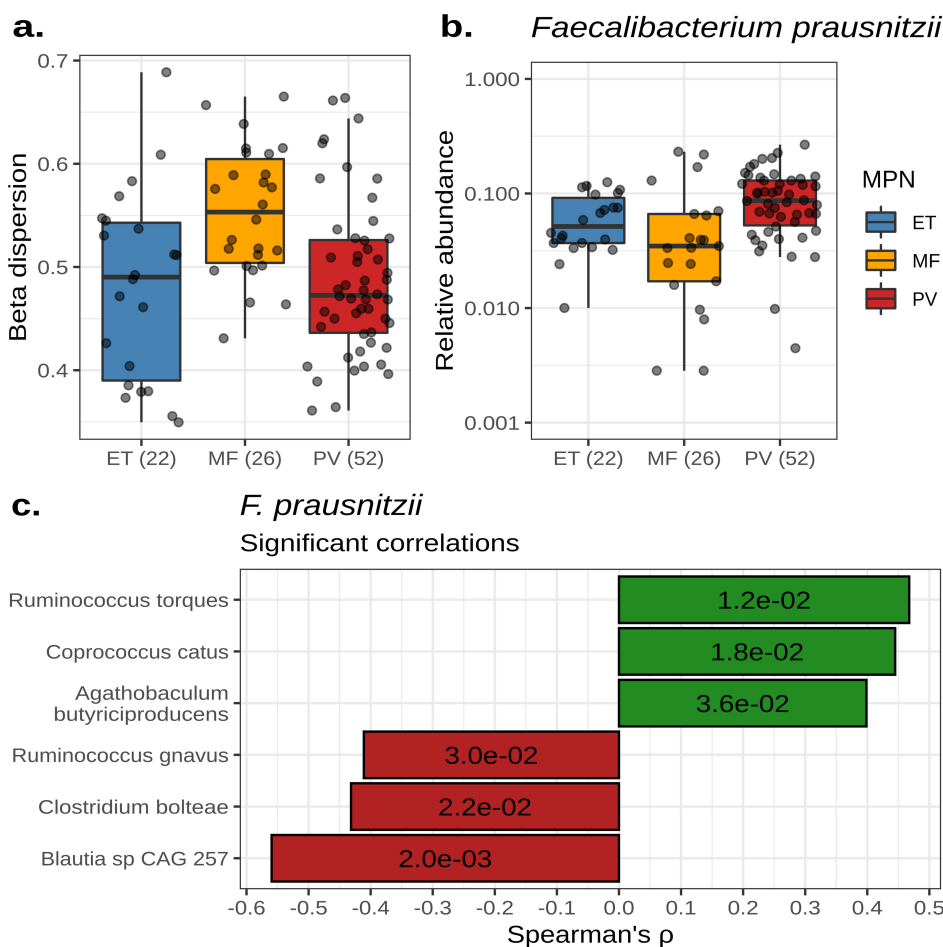 a.
Beta dispersion
0.7
0.6
0.5
0.4
ET (22)
MF (26)
PV (52)
b.
Faecalibacterium prausnitzii
Relative abundance
1.000
0.100
0.010
0.001
ET (22)
MF (26)
PV (52)
MPN
ET
MF
PV
c.
F. prausnitzii
Significant correlations
Ruminococcus torques
1.2e-02
Coprococcus catus
1.8e-02
Agathobaculum
butyriciproducens
3.6e-02
Ruminococcus gnavus
3.0e-02
Clostridium bolteae
2.2e-02
Blautia sp CAG 257
2.0e-03
-0.6 -0.5 -0.4 -0.3 -0.2 -0.1 0.0 0.1 0.2 0.3 0.4 0.5
Spearman's ρ